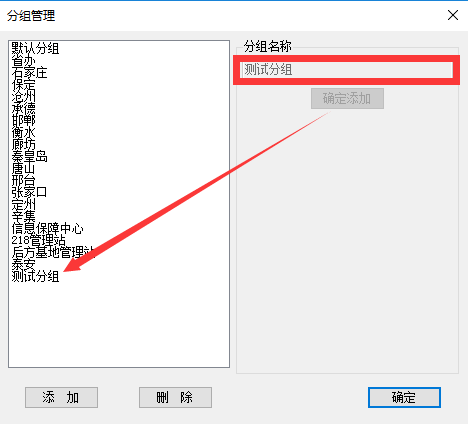 分组管理
默认分组
省办
石家庄
保定
沧州
承德
邯郸
衡水
廊坊
秦皇岛
唐山
邢台
张家口
定州
辛集
信息保障中心
218管理站
后方基地管理站
泰安
测试分组
分组名称
测试分组
确定添加
添 加
删 除
确定